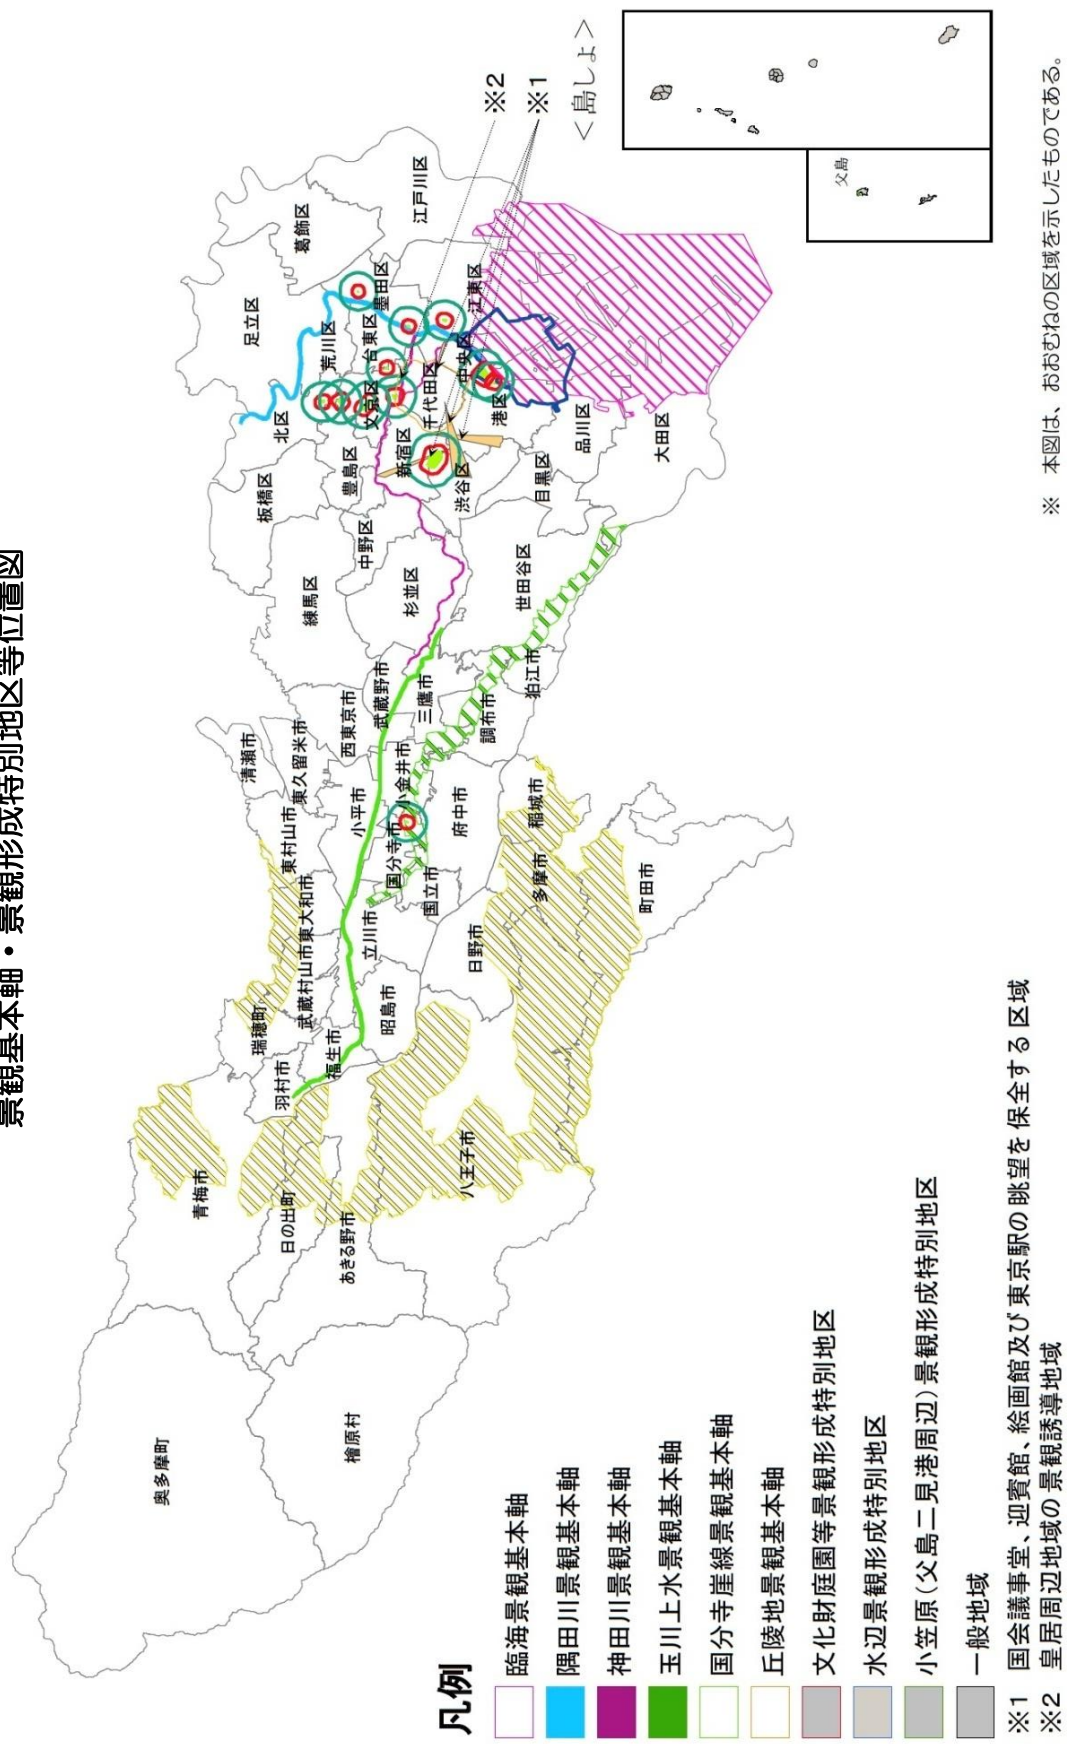 景観基本軸・景観形成特別地区等位置図
奥多摩町
檜原村
青梅市
日の出町
あきる野市
八王子市
羽村市
瑞穂町
福生市
武蔵村山市
東大和市
昭島市
立川市
日野市
東村山市
国分寺市
国立市
多摩市
町田市
稲城市
府中市
小平市
小金井市
清瀬市
東久留米市
西東京市
武蔵野市
三鷹市
調布市
狛江市
練馬区
杉並区
世田谷区
中野区
板橋区
豊島区
新宿区
渋谷区
目黒区
北区
文京区
千代田区
港区
品川区
大田区
足立区
荒川区
台東区
中央区
墨田区
江東区
葛飾区
江戸川区
※2
※1
<島しょ>
父島
凡例
臨海景観基本軸
隅田川景観基本軸
神田川景観基本軸
玉川上水景観基本軸
国分寺崖線景観基本軸
丘陵地景観基本軸
文化財庭園等景観形成特別地区
水辺景観形成特別地区
小笠原(父島二見港周辺)景観形成特別地区
一般地域
※1 国会議事堂、迎賓館、絵画館及び東京駅の眺望を保全する区域
※2 皇居周辺地域の景観誘導地域
※ 本図は、おおむねの区域を示したものである。